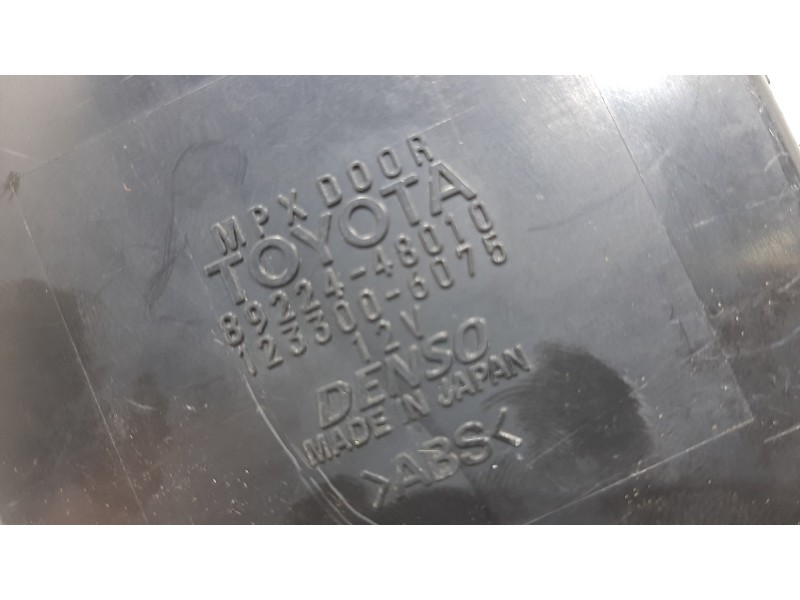 MPX DOOR
TOYOTA
89224-48010
123300-6075
12V
DENSO
MADE IN JAPAN
>ABS<